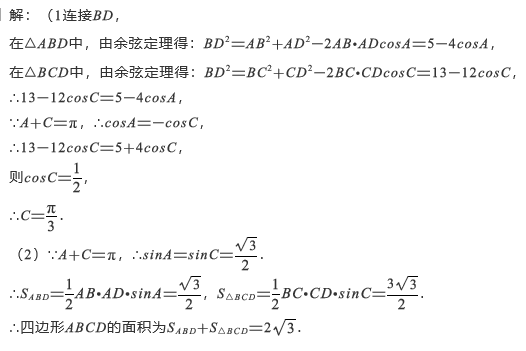 解：（1连接BD，
在△ABD中，由余弦定理得：BD²=AB²+AD²−2AB•ADcosA=5−4cosA，
在△BCD中，由余弦定理得：BD²=BC²+CD²−2BC•CDcosC=13−12cosC，
∴13−12cosC=5−4cosA，
∵A+C=π，∴cosA=−cosC，
∴13−12cosC=5+4cosC，
则cosC=1/2，
∴C=π/3．
（2）∵A+C=π，∴sinA=sinC=√3/2．
∴S_ABD=1/2AB•AD•sinA=√3/2，S_△BCD=1/2BC•CD•sinC=3√3/2．
∴四边形ABCD的面积为S_ABD+S_△BCD=2√3．